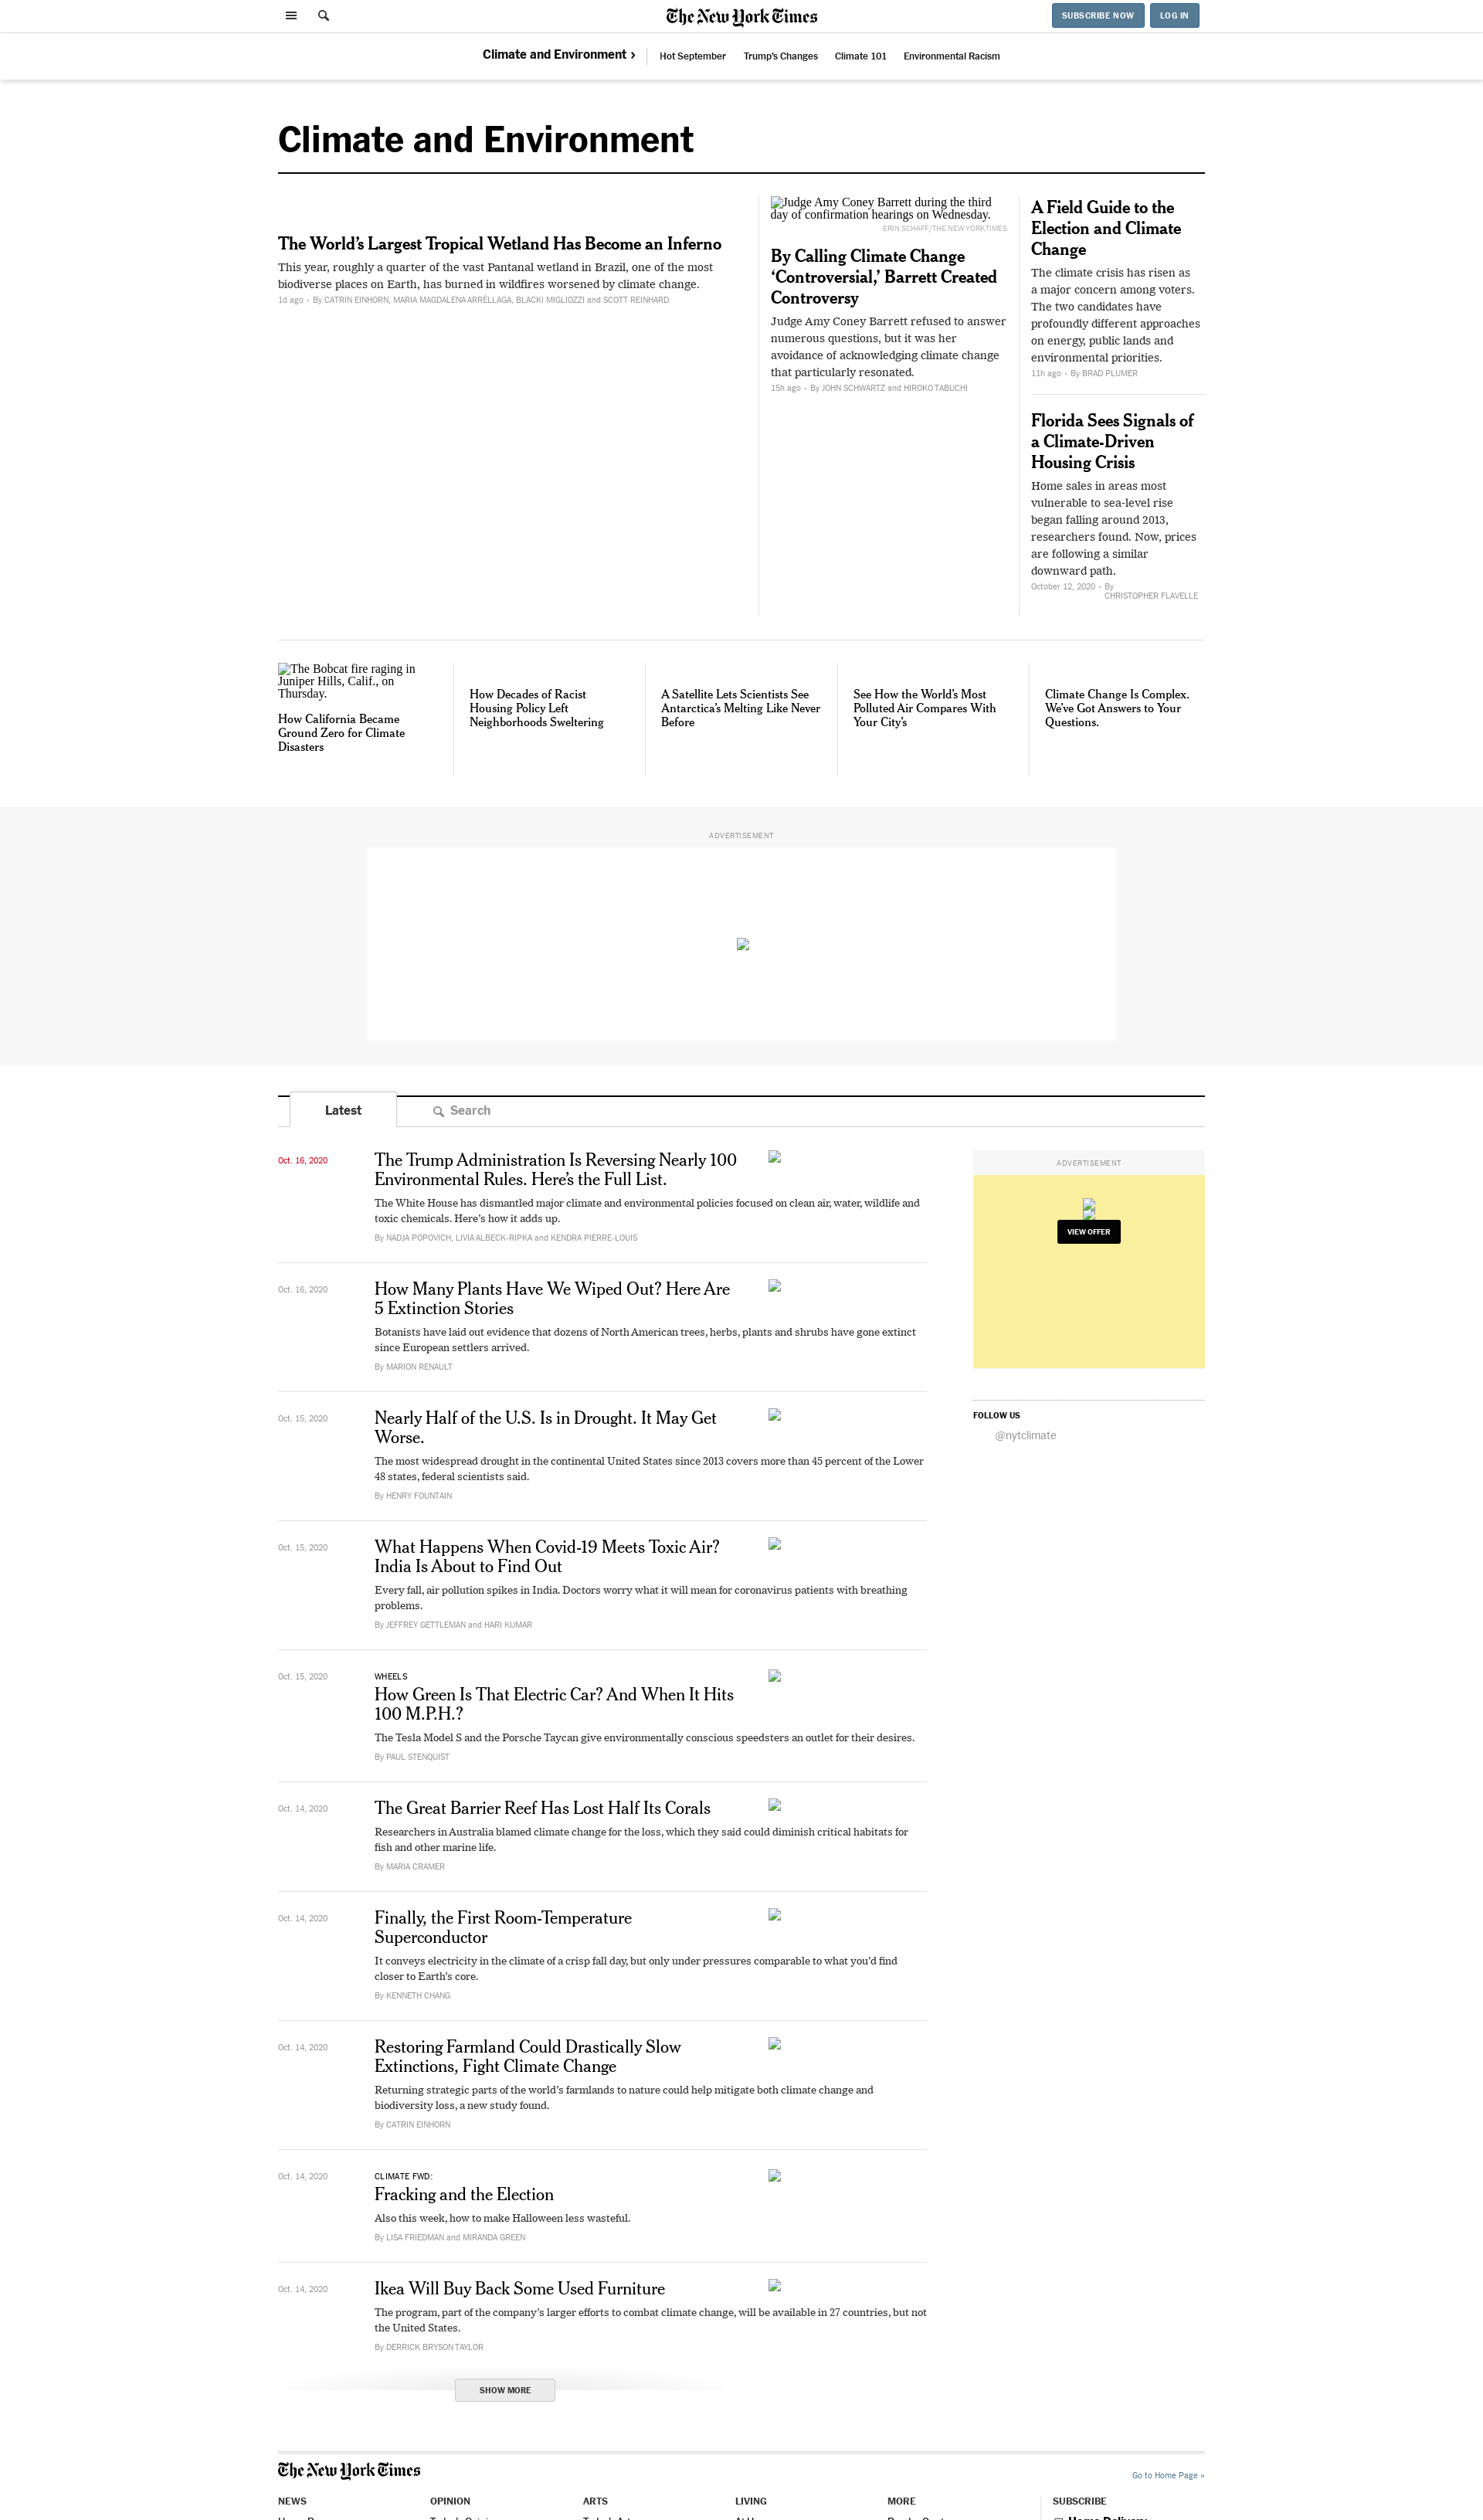 The New York Times
SUBSCRIBE NOW
LOG IN
Climate and Environment ›
Hot September
Trump's Changes
Climate 101
Environmental Racism
Climate and Environment
The World's Largest Tropical Wetland Has Become an Inferno
This year, roughly a quarter of the vast Pantanal wetland in Brazil, one of the most
biodiverse places on Earth, has burned in wildfires worsened by climate change.
1d ago • By CATRIN EINHORN, MARIA MAGDALENA ARRÉLLAGA, BLACKI MIGLIOZZI and SCOTT REINHARD
Judge Amy Coney Barrett during the third
day of confirmation hearings on Wednesday.
ERIN SCHAFF/THE NEW YORK TIMES
By Calling Climate Change
'Controversial,' Barrett Created
Controversy
Judge Amy Coney Barrett refused to answer
numerous questions, but it was her
avoidance of acknowledging climate change
that particularly resonated.
15h ago • By JOHN SCHWARTZ and HIROKO TABUCHI
A Field Guide to the
Election and Climate
Change
The climate crisis has risen as
a major concern among voters.
The two candidates have
profoundly different approaches
on energy, public lands and
environmental priorities.
11h ago • By BRAD PLUMER
Florida Sees Signals of
a Climate-Driven
Housing Crisis
Home sales in areas most
vulnerable to sea-level rise
began falling around 2013,
researchers found. Now, prices
are following a similar
downward path.
October 12, 2020 • By
CHRISTOPHER FLAVELLE
The Bobcat fire raging in
Juniper Hills, Calif., on
Thursday.
How California Became
Ground Zero for Climate
Disasters
How Decades of Racist
Housing Policy Left
Neighborhoods Sweltering
A Satellite Lets Scientists See
Antarctica's Melting Like Never
Before
See How the World's Most
Polluted Air Compares With
Your City's
Climate Change Is Complex.
We've Got Answers to Your
Questions.
ADVERTISEMENT
Latest
Search
Oct. 16, 2020
The Trump Administration Is Reversing Nearly 100
Environmental Rules. Here's the Full List.
The White House has dismantled major climate and environmental policies focused on clean air, water, wildlife and
toxic chemicals. Here's how it adds up.
By NADJA POPOVICH, LIVIA ALBECK-RIPKA and KENDRA PIERRE-LOUIS
ADVERTISEMENT
VIEW OFFER
Oct. 16, 2020
How Many Plants Have We Wiped Out? Here Are
5 Extinction Stories
Botanists have laid out evidence that dozens of North American trees, herbs, plants and shrubs have gone extinct
since European settlers arrived.
By MARION RENAULT
FOLLOW US
@nytclimate
Oct. 15, 2020
Nearly Half of the U.S. Is in Drought. It May Get
Worse.
The most widespread drought in the continental United States since 2013 covers more than 45 percent of the Lower
48 states, federal scientists said.
By HENRY FOUNTAIN
Oct. 15, 2020
What Happens When Covid-19 Meets Toxic Air?
India Is About to Find Out
Every fall, air pollution spikes in India. Doctors worry what it will mean for coronavirus patients with breathing
problems.
By JEFFREY GETTLEMAN and HARI KUMAR
Oct. 15, 2020
WHEELS
How Green Is That Electric Car? And When It Hits
100 M.P.H.?
The Tesla Model S and the Porsche Taycan give environmentally conscious speedsters an outlet for their desires.
By PAUL STENQUIST
Oct. 14, 2020
The Great Barrier Reef Has Lost Half Its Corals
Researchers in Australia blamed climate change for the loss, which they said could diminish critical habitats for
fish and other marine life.
By MARIA CRAMER
Oct. 14, 2020
Finally, the First Room-Temperature
Superconductor
It conveys electricity in the climate of a crisp fall day, but only under pressures comparable to what you'd find
closer to Earth's core.
By KENNETH CHANG
Oct. 14, 2020
Restoring Farmland Could Drastically Slow
Extinctions, Fight Climate Change
Returning strategic parts of the world's farmlands to nature could help mitigate both climate change and
biodiversity loss, a new study found.
By CATRIN EINHORN
Oct. 14, 2020
CLIMATE FWD:
Fracking and the Election
Also this week, how to make Halloween less wasteful.
By LISA FRIEDMAN and MIRANDA GREEN
Oct. 14, 2020
Ikea Will Buy Back Some Used Furniture
The program, part of the company's larger efforts to combat climate change, will be available in 27 countries, but not
the United States.
By DERRICK BRYSON TAYLOR
SHOW MORE
The New York Times
Go to Home Page »
NEWS
OPINION
ARTS
LIVING
MORE
SUBSCRIBE